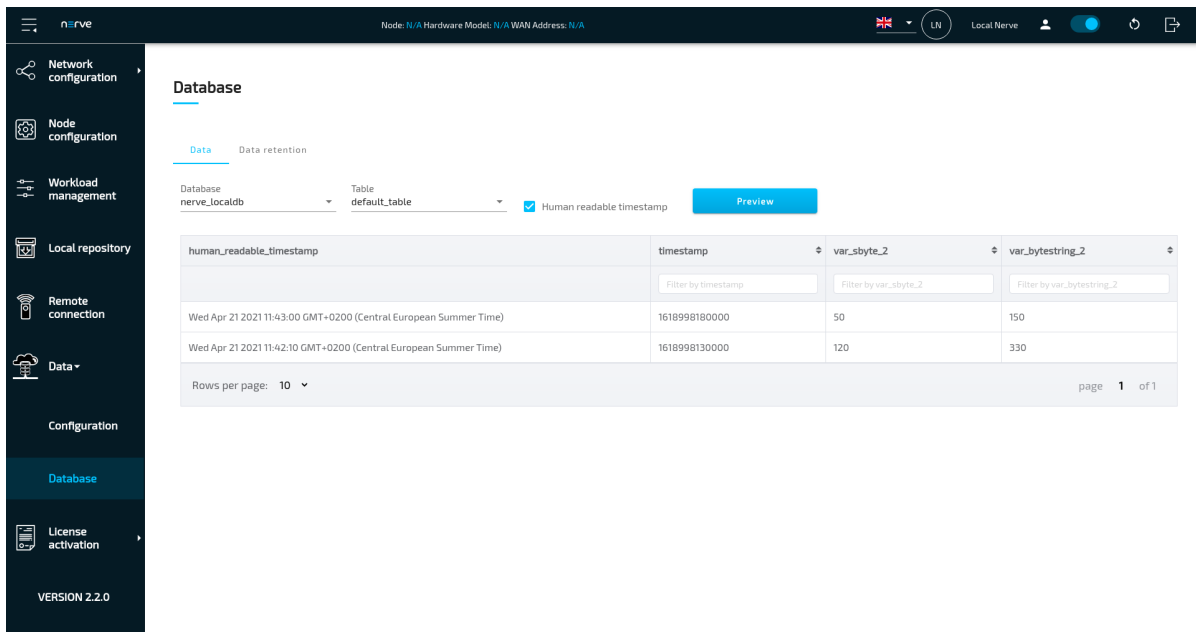 nerve
Node: N/A Hardware Model: N/A WAN Address: N/A
LN
Local Nerve
Network
configuration
Node
configuration
Workload
management
Local repository
Remote
connection
Data
Configuration
Database
License
activation
VERSION 2.2.0
Database
Data Data retention
Database Table
nerve_localdb default_table Human readable timestamp Preview
human_readable_timestamp timestamp var_sbyte_2 var_bytestring_2
Filter by timestamp Filter by var_sbyte_2 Filter by var_bytestring_2
Wed Apr 21 2021 11:43:00 GMT+0200 (Central European Summer Time) 1618998180000 50 150
Wed Apr 21 2021 11:42:10 GMT+0200 (Central European Summer Time) 1618998130000 120 330
Rows per page: 10 page 1 of 1